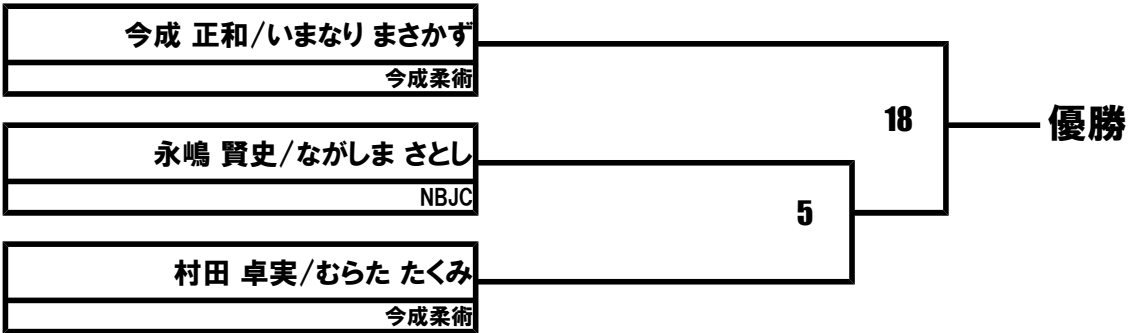 今成 正和/いまなり まさかず
今成柔術
18
優勝
永嶋 賢史/ながしま さとし
NBJC
5
村田 卓実/むらた たくみ
今成柔術